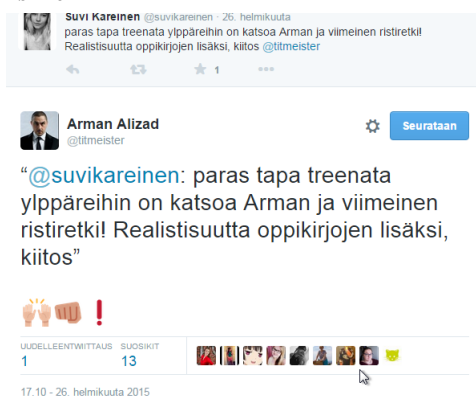 Suvi Kareinen @suvikareinen · 26. helmikuuta
paras tapa treenata ylppäreihin on katsoa Arman ja viimeinen ristiretki!
Realistisuutta oppikirjojen lisäksi, kiitos @titmeister
1
Arman Alizad
@titmeister
Seurataan
“@suvikareinen: paras tapa treenata
ylppäreihin on katsoa Arman ja viimeinen
ristiretki! Realistisuutta oppikirjojen lisäksi,
kiitos”
🙌🏻👊🏽❗
UUDELLEENTWIITTAUS SUOSIKIT
1 13
17.10 - 26. helmikuuta 2015